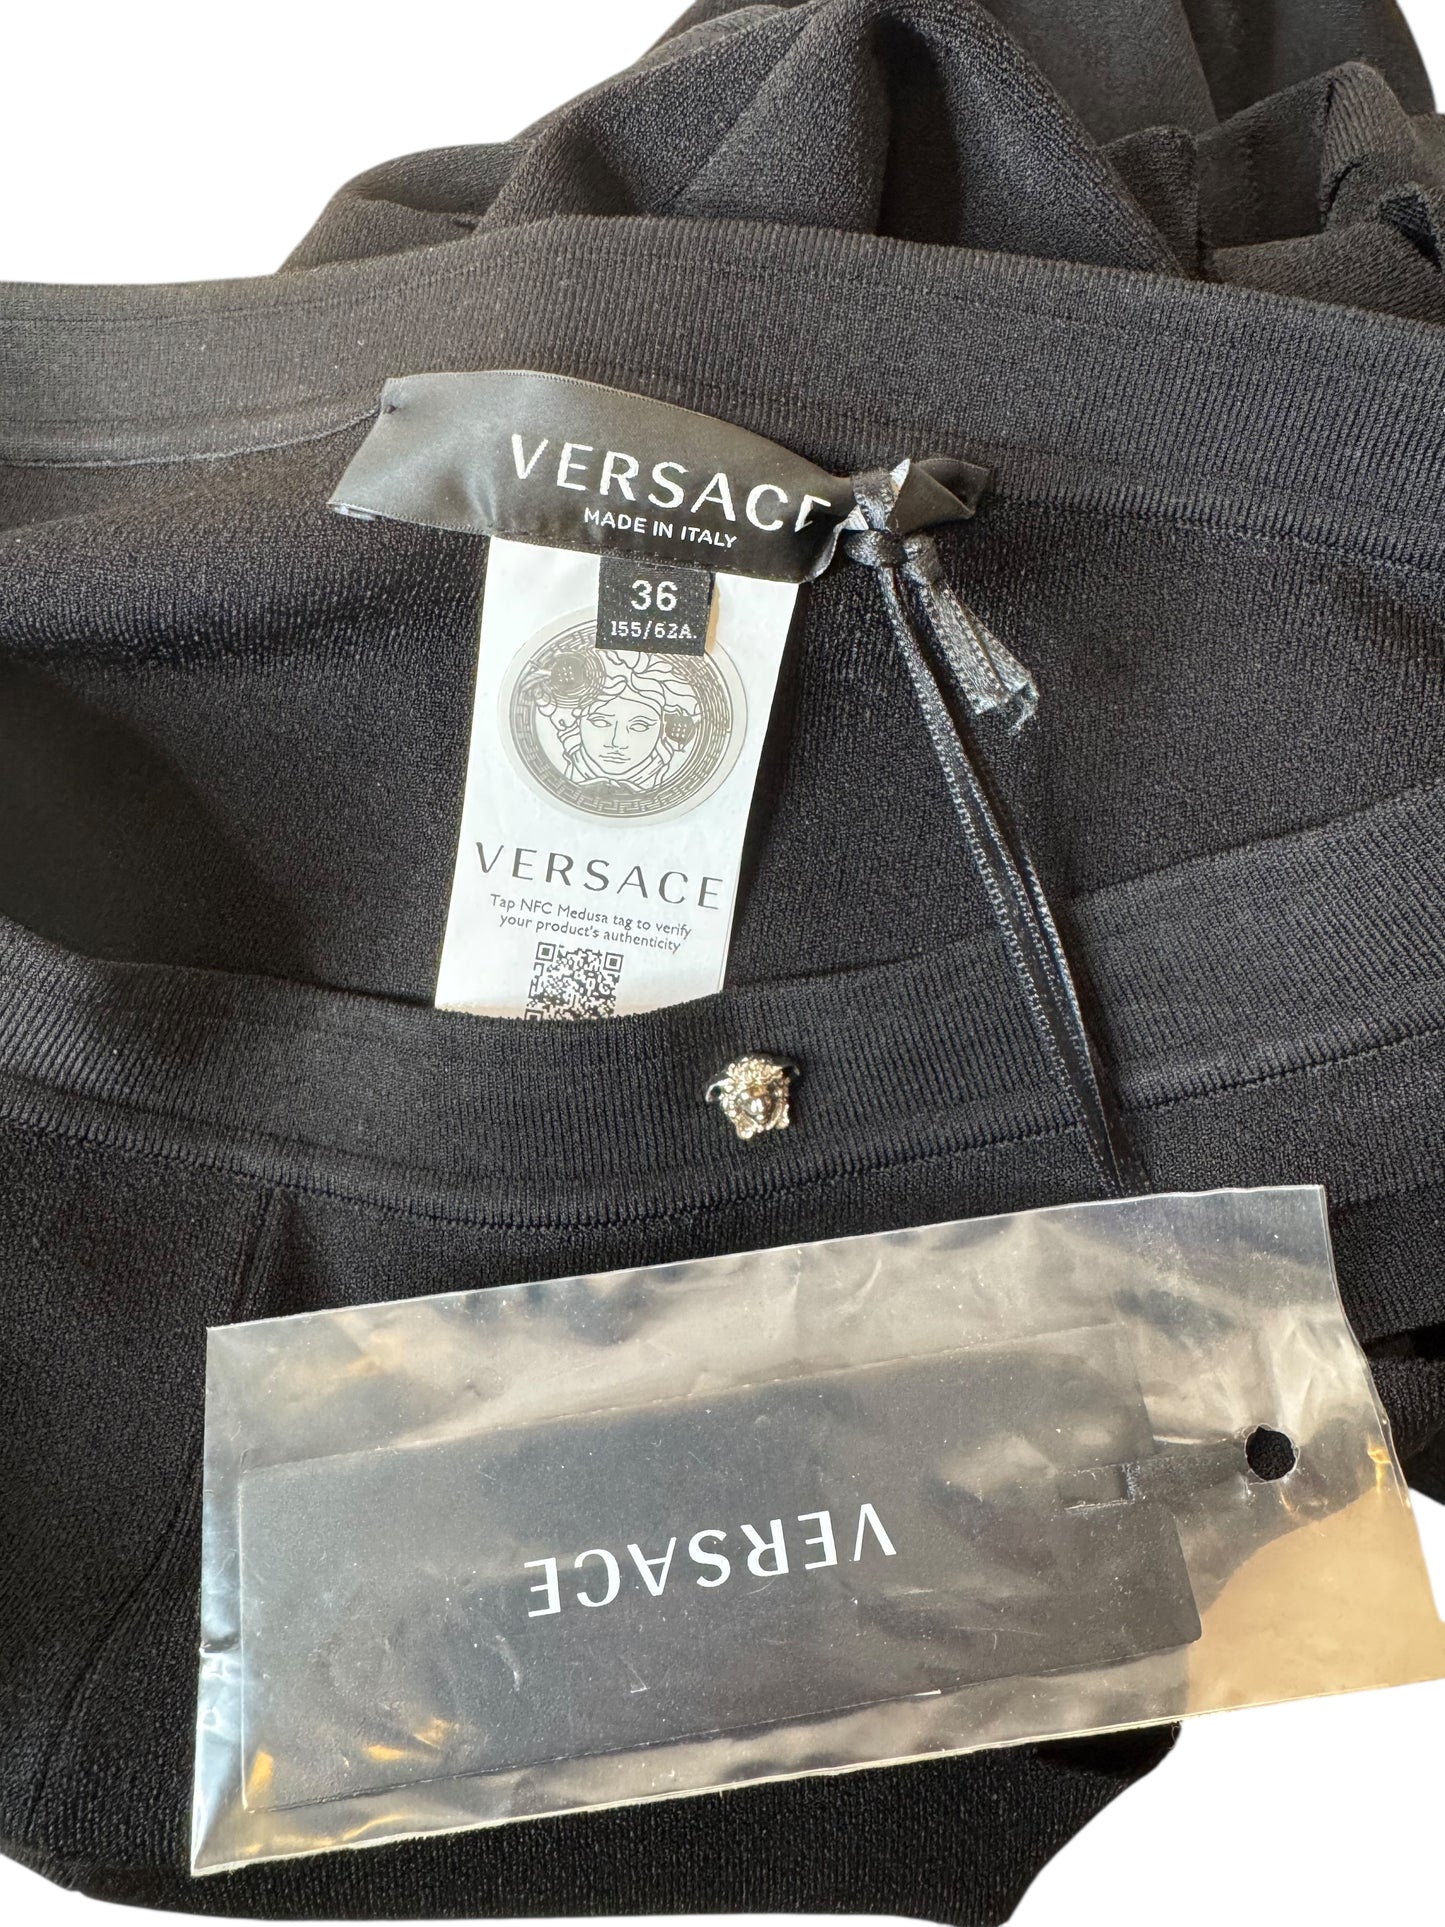 VERSACE
MADE IN ITALY
36
155/62A.
VERSACE
Tap NFC Medusa tag to verify
your product's authenticity
VERSACE